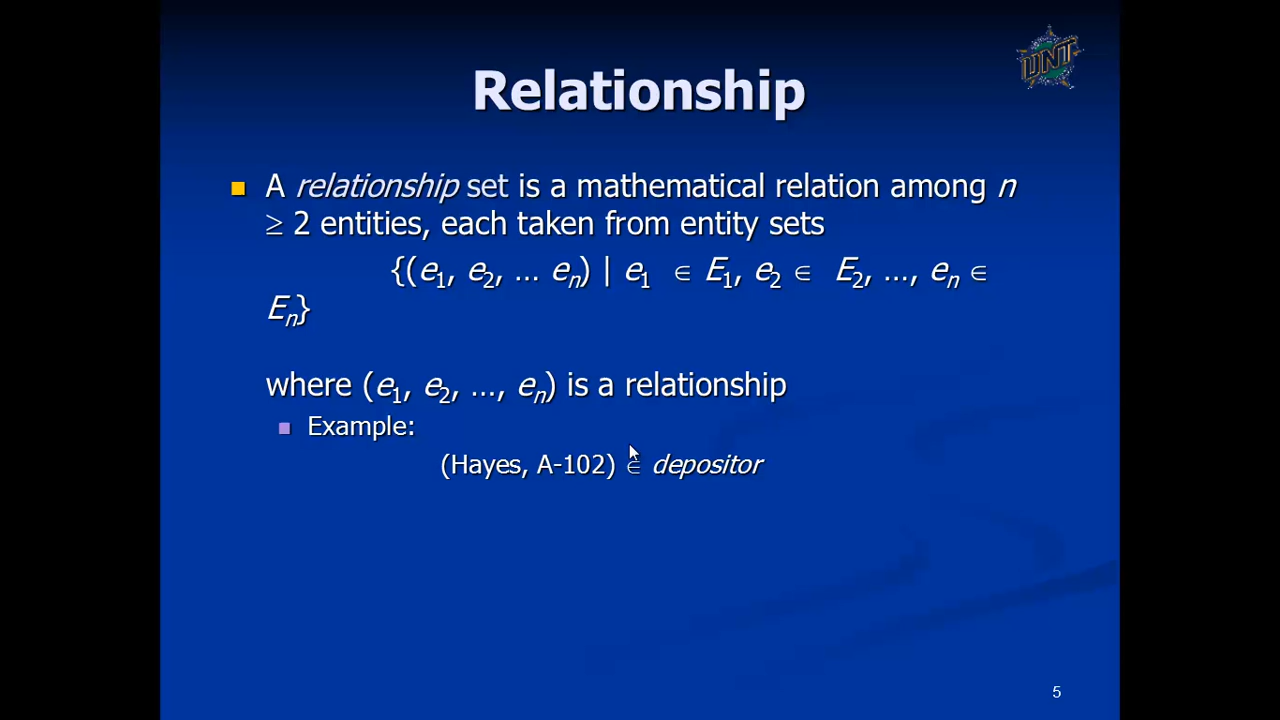 UNT
Relationship
A relationship set is a mathematical relation among n
≥ 2 entities, each taken from entity sets
{(e1, e2, … en) | e1 ∈ E1, e2 ∈ E2, …, en ∈
En}
where (e1, e2, …, en) is a relationship
Example:
(Hayes, A-102) ∈ depositor
5